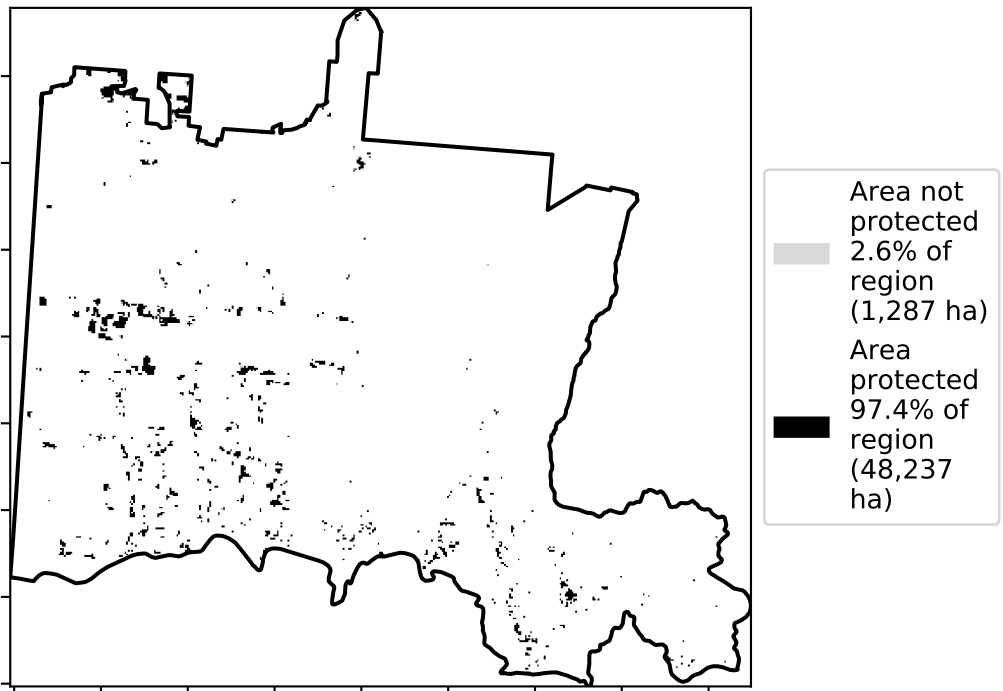 Area not
protected
2.6% of
region
(1,287 ha)
Area
protected
97.4% of
region
(48,237
ha)